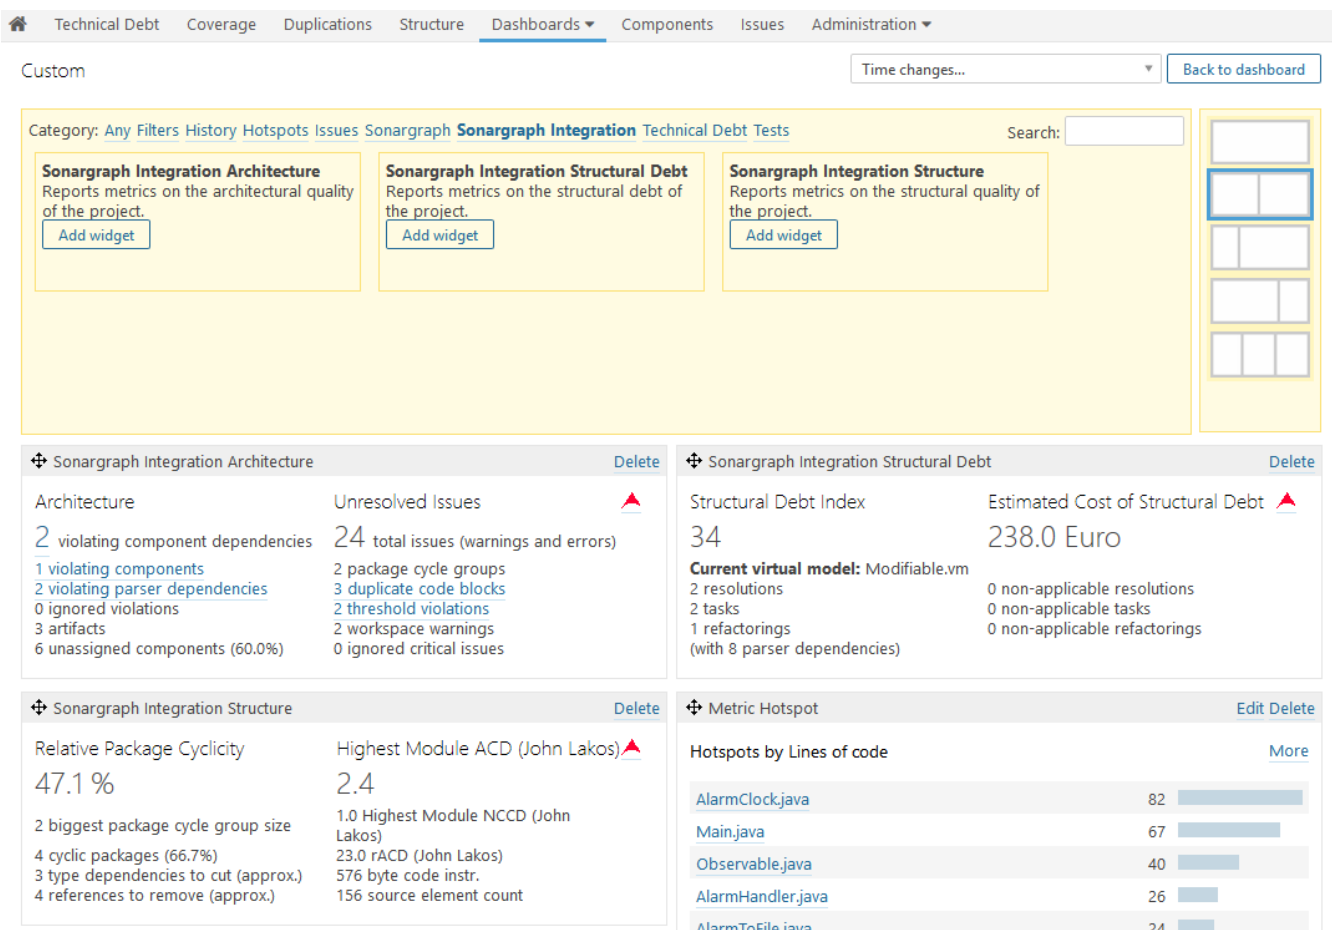 Technical Debt Coverage Duplications Structure Dashboards Components Issues Administration
Custom
Time changes...
Back to dashboard
Category: Any Filters History Hotspots Issues Sonargraph Sonargraph Integration Technical Debt Tests
Search:
Sonargraph Integration Architecture
Reports metrics on the architectural quality
of the project.
Add widget
Sonargraph Integration Structural Debt
Reports metrics on the structural debt of
the project.
Add widget
Sonargraph Integration Structure
Reports metrics on the structural quality of
the project.
Add widget
Sonargraph Integration Architecture Delete
Architecture
2 violating component dependencies
1 violating components
2 violating parser dependencies
0 ignored violations
3 artifacts
6 unassigned components (60.0%)
Unresolved Issues
24 total issues (warnings and errors)
2 package cycle groups
3 duplicate code blocks
2 threshold violations
2 workspace warnings
0 ignored critical issues
Sonargraph Integration Structural Debt Delete
Structural Debt Index
34
Current virtual model: Modifiable.vm
2 resolutions
2 tasks
1 refactorings
(with 8 parser dependencies)
Estimated Cost of Structural Debt
238.0 Euro
0 non-applicable resolutions
0 non-applicable tasks
0 non-applicable refactorings
Sonargraph Integration Structure Delete
Relative Package Cyclicity
47.1 %
2 biggest package cycle group size
4 cyclic packages (66.7%)
3 type dependencies to cut (approx.)
4 references to remove (approx.)
Highest Module ACD (John Lakos)
2.4
1.0 Highest Module NCCD (John
Lakos)
23.0 rACD (John Lakos)
576 byte code instr.
156 source element count
Metric Hotspot Edit Delete
Hotspots by Lines of code More
AlarmClock.java 82
Main.java 67
Observable.java 40
AlarmHandler.java 26
AlarmToFile.java 24